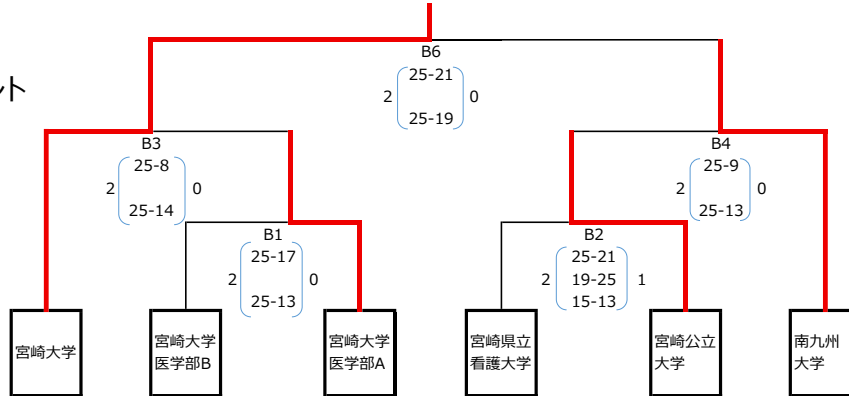 B6
25-21
2 0
25-19
ント
B3
25-8
2 0
25-14
B4
25-9
2 0
25-13
B1
25-17
2 0
25-13
B2
25-21
2 19-25 1
15-13
宮崎大学
宮崎大学
医学部B
宮崎大学
医学部A
宮崎県立
看護大学
宮崎公立
大学
南九州
大学